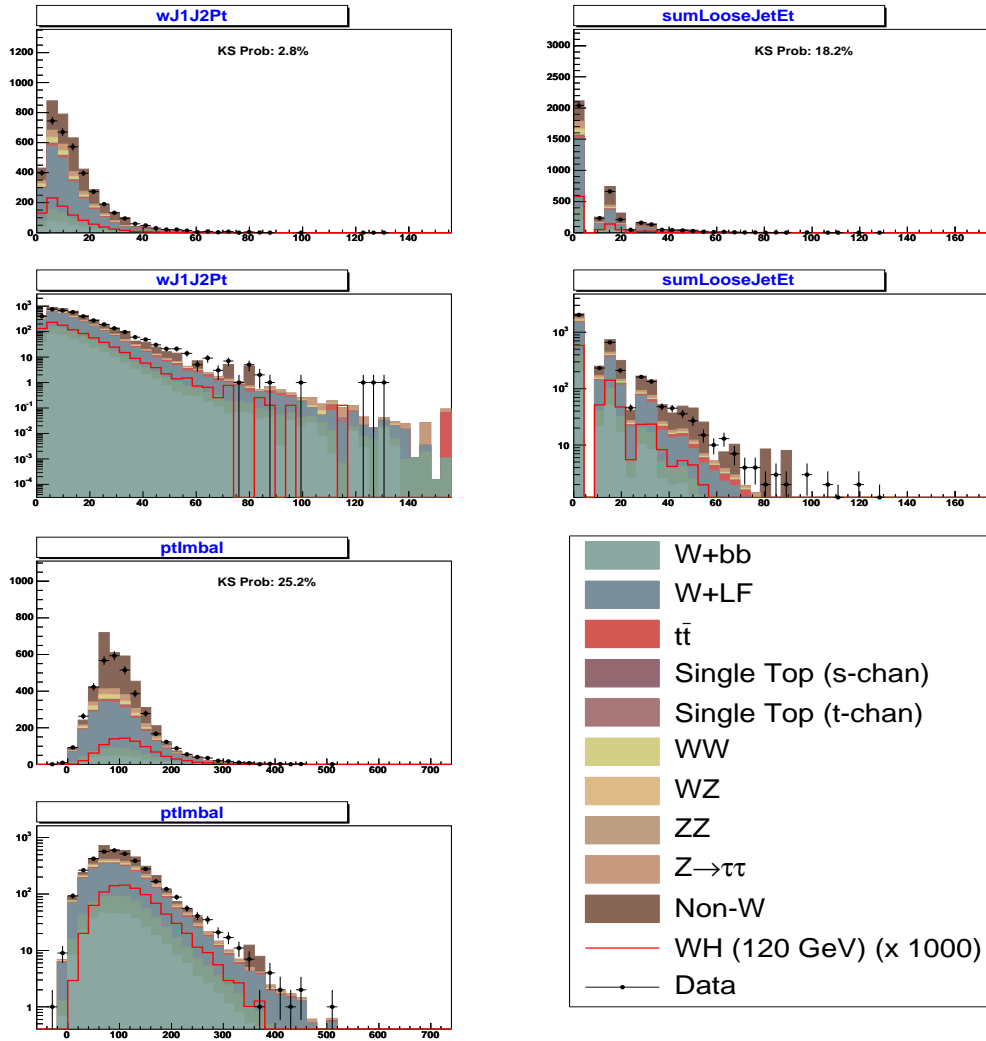 wJ1J2Pt
KS Prob: 2.8%
1200
1000
800
600
400
200
0
0 20 40 60 80 100 120 140
sumLooseJetEt
KS Prob: 18.2%
3000
2500
2000
1500
1000
500
0
0 20 40 60 80 100 120 140 160
wJ1J2Pt
10³
10²
10
1
10⁻¹
10⁻²
10⁻³
10⁻⁴
0 20 40 60 80 100 120 140
sumLooseJetEt
10³
10²
10
0 20 40 60 80 100 120 140 160
ptImbal
KS Prob: 25.2%
1000
800
600
400
200
0
0 100 200 300 400 500 600 700
ptImbal
10³
10²
10
1
0 100 200 300 400 500 600 700
W+bb
W+LF
tt̄
Single Top (s-chan)
Single Top (t-chan)
WW
WZ
ZZ
Z→ττ
Non-W
WH (120 GeV) (x 1000)
Data